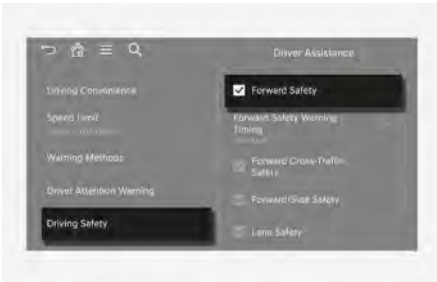 Driver Assistance
Driving Convenience
Speed Limit
Warning Methods
Driver Attention Warning
Driving Safety
Forward Safety
Forward Safety Warning
Timing
Forward Cross-Traffic
Safety
Forward/Side Safety
Lane Safety